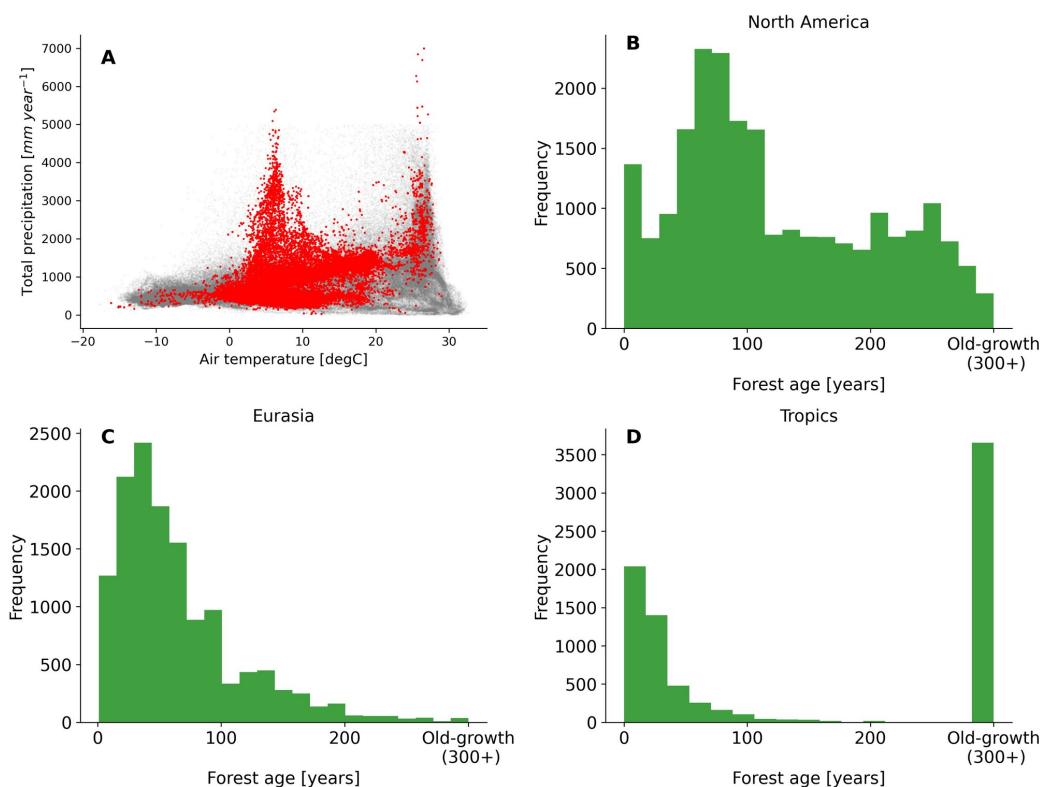 A
Total precipitation [mm year⁻¹]
7000
6000
5000
4000
3000
2000
1000
0
−20 −10 0 10 20 30
Air temperature [degC]
North America
B
Frequency
2000
1500
1000
500
0
0 100 200 Old-growth
(300+)
Forest age [years]
Eurasia
C
Frequency
2500
2000
1500
1000
500
0
0 100 200 Old-growth
(300+)
Forest age [years]
Tropics
D
Frequency
3500
3000
2500
2000
1500
1000
500
0
0 100 200 Old-growth
(300+)
Forest age [years]